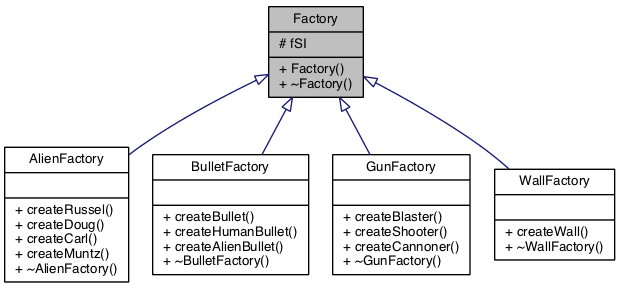 Factory
# fSI
+ Factory()
+ ~Factory()
AlienFactory
+ createRussel()
+ createDoug()
+ createCarl()
+ createMuntz()
+ ~AlienFactory()
BulletFactory
+ createBullet()
+ createHumanBullet()
+ createAlienBullet()
+ ~BulletFactory()
GunFactory
+ createBlaster()
+ createShooter()
+ createCannoner()
+ ~GunFactory()
WallFactory
+ createWall()
+ ~WallFactory()